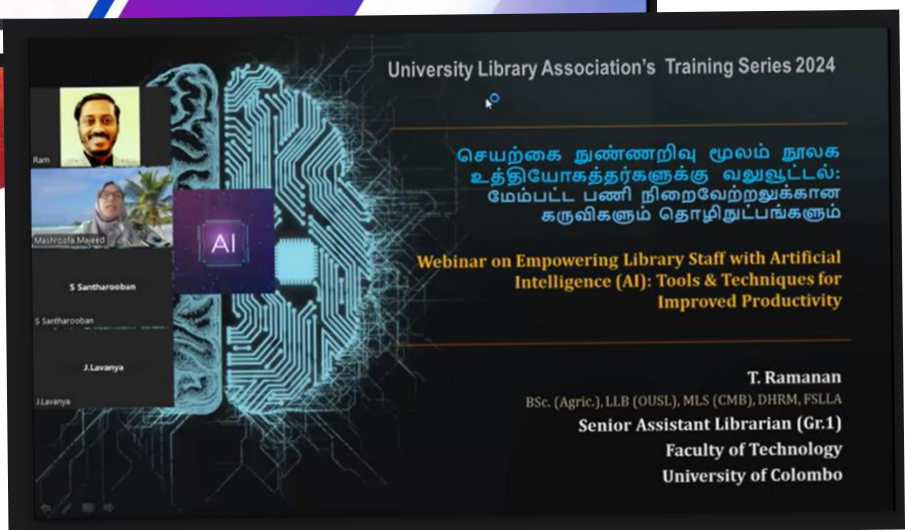 University Library Association's Training Series 2024
Ram
Mashroofa Majeed
S Santharooban
S Santharooban
J.Lavanya
J.Lavanya
AI
செயற்கை நுண்ணறிவு மூலம் நூலக
உத்தியோகத்தர்களுக்கு வலுவூட்டல்:
மேம்பட்ட பணி நிறைவேற்றலுக்கான
கருவிகளும் தொழிநுட்பங்களும்
Webinar on Empowering Library Staff with Artificial
Intelligence (AI): Tools & Techniques for
Improved Productivity
T. Ramanan
BSc. (Agric.), LLB (OUSL), MLS (CMB), DHRM, FSLLA
Senior Assistant Librarian (Gr.1)
Faculty of Technology
University of Colombo